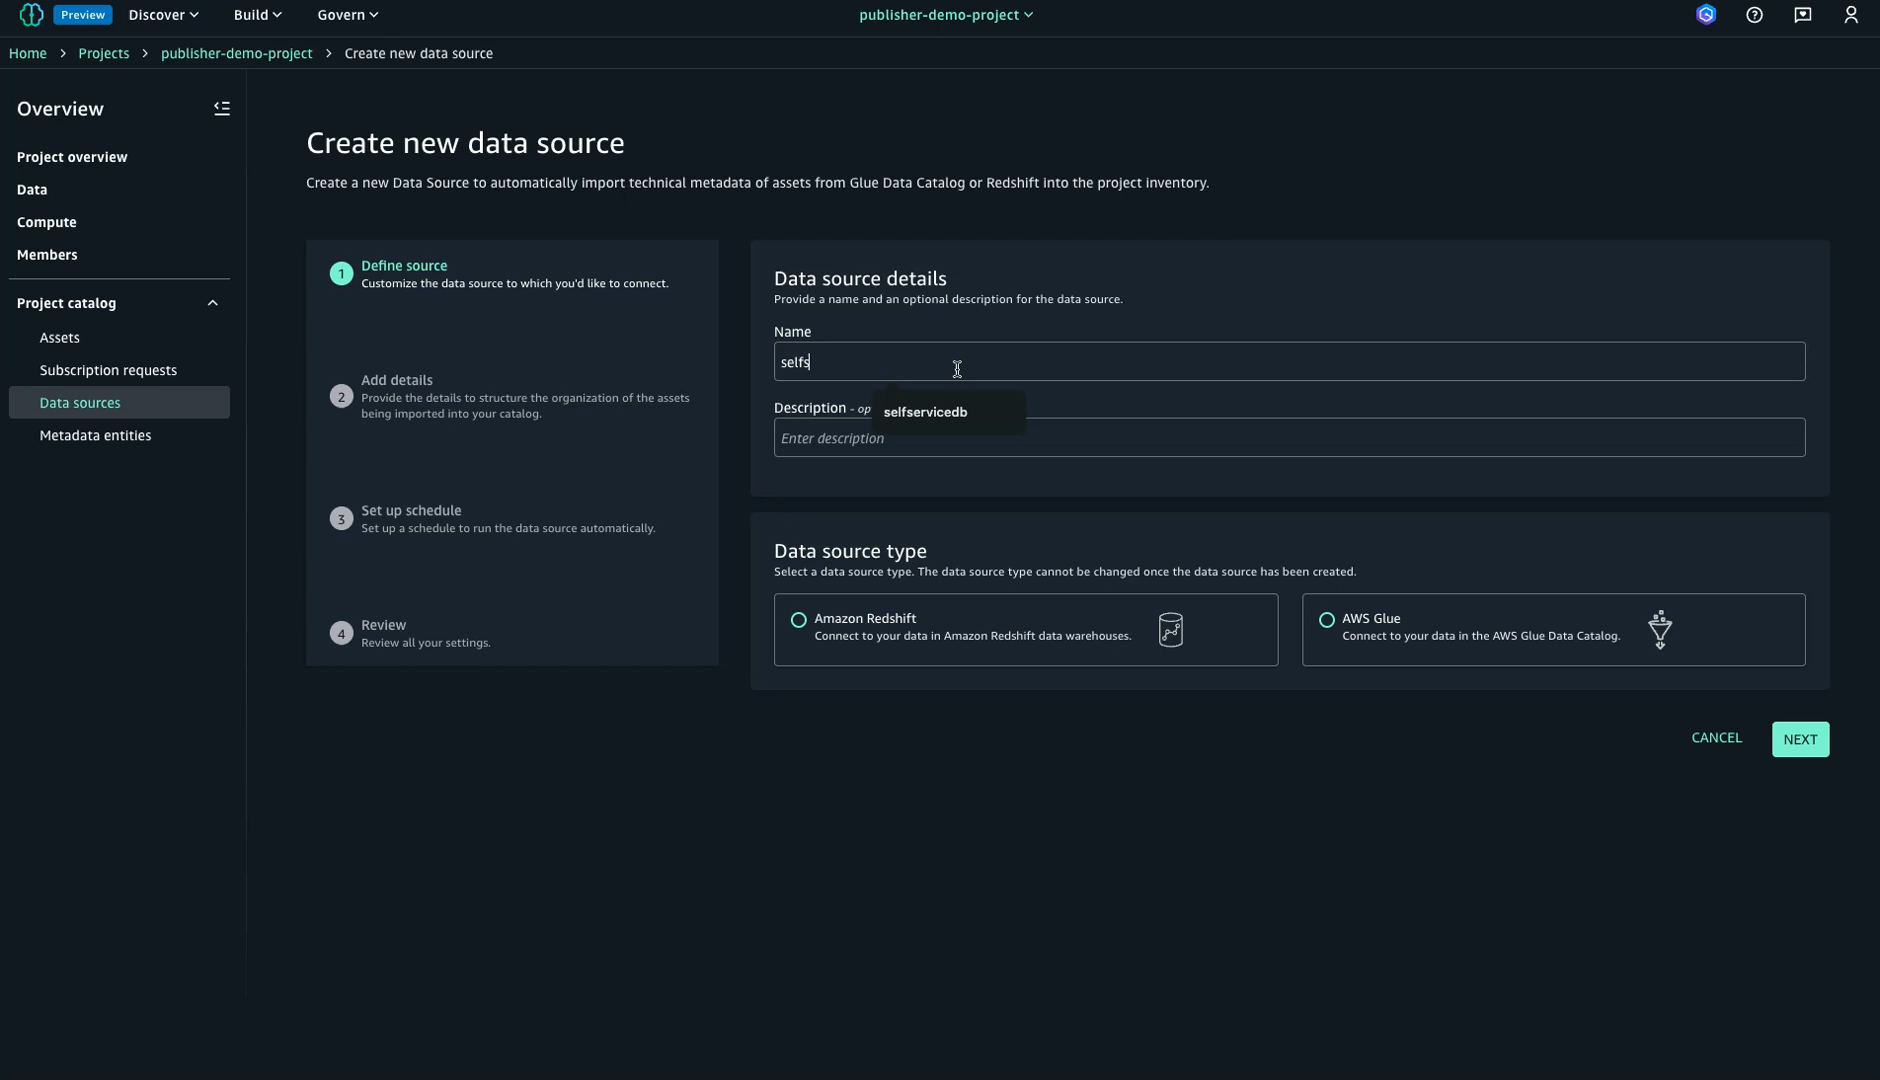 Preview
Discover
Build
Govern
publisher-demo-project
Home > Projects > publisher-demo-project > Create new data source
Overview
Project overview
Data
Compute
Members
Project catalog
Assets
Subscription requests
Data sources
Metadata entities
Create new data source
Create a new Data Source to automatically import technical metadata of assets from Glue Data Catalog or Redshift into the project inventory.
1
Define source
Customize the data source to which you'd like to connect.
2
Add details
Provide the details to structure the organization of the assets
being imported into your catalog.
3
Set up schedule
Set up a schedule to run the data source automatically.
4
Review
Review all your settings.
Data source details
Provide a name and an optional description for the data source.
Name
selfs
Description - op
selfservicedb
Enter description
Data source type
Select a data source type. The data source type cannot be changed once the data source has been created.
Amazon Redshift
Connect to your data in Amazon Redshift data warehouses.
AWS Glue
Connect to your data in the AWS Glue Data Catalog.
CANCEL
NEXT